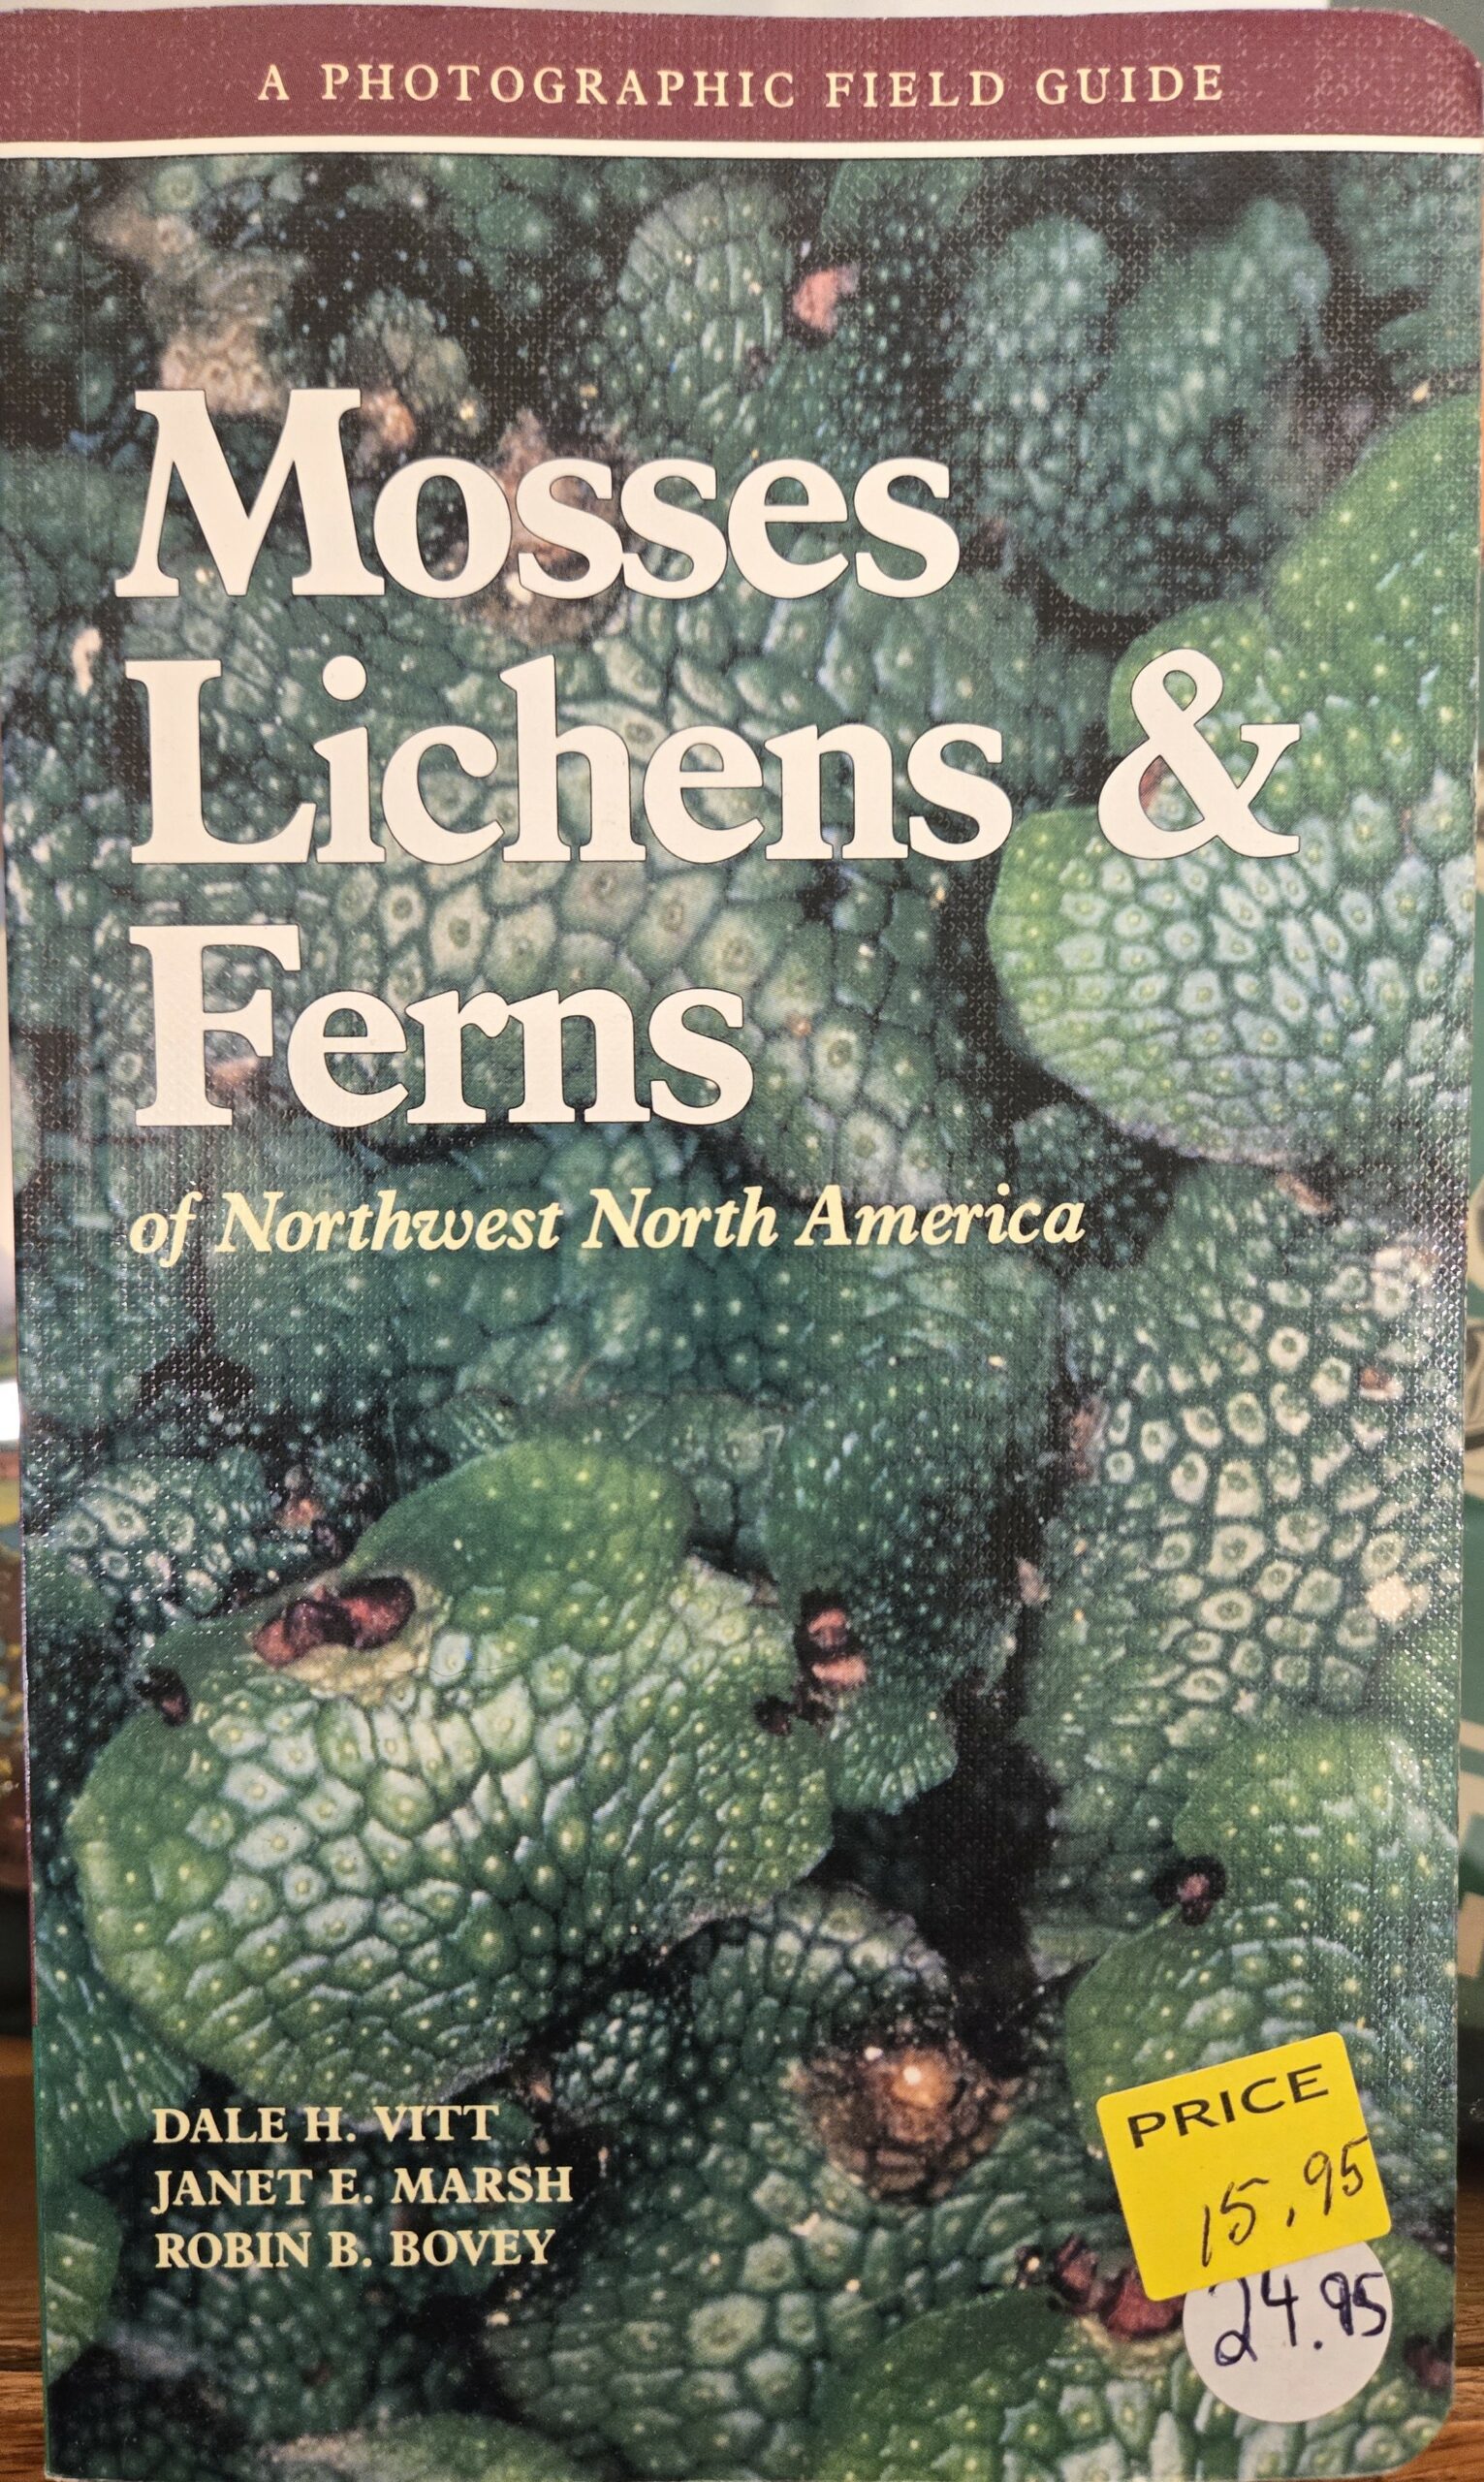 A PHOTOGRAPHIC FIELD GUIDE
Mosses
Lichens &
Ferns
of Northwest North America
DALE H. VITT
JANET E. MARSH
ROBIN B. BOVEY
PRICE
15.95
24.95